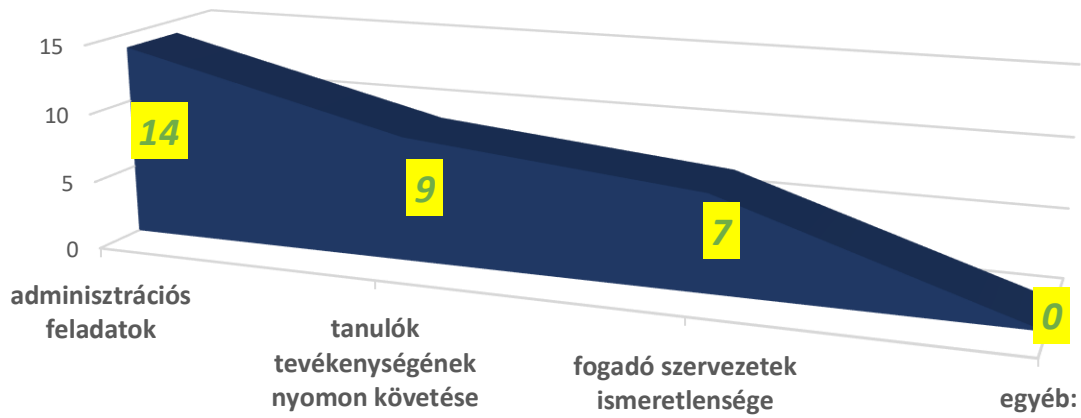 15
10
5
0
14
9
7
0
adminisztrációs
feladatok
tanulók
tevékenységének
nyomon követése
fogadó szervezetek
ismeretlensége
egyéb: